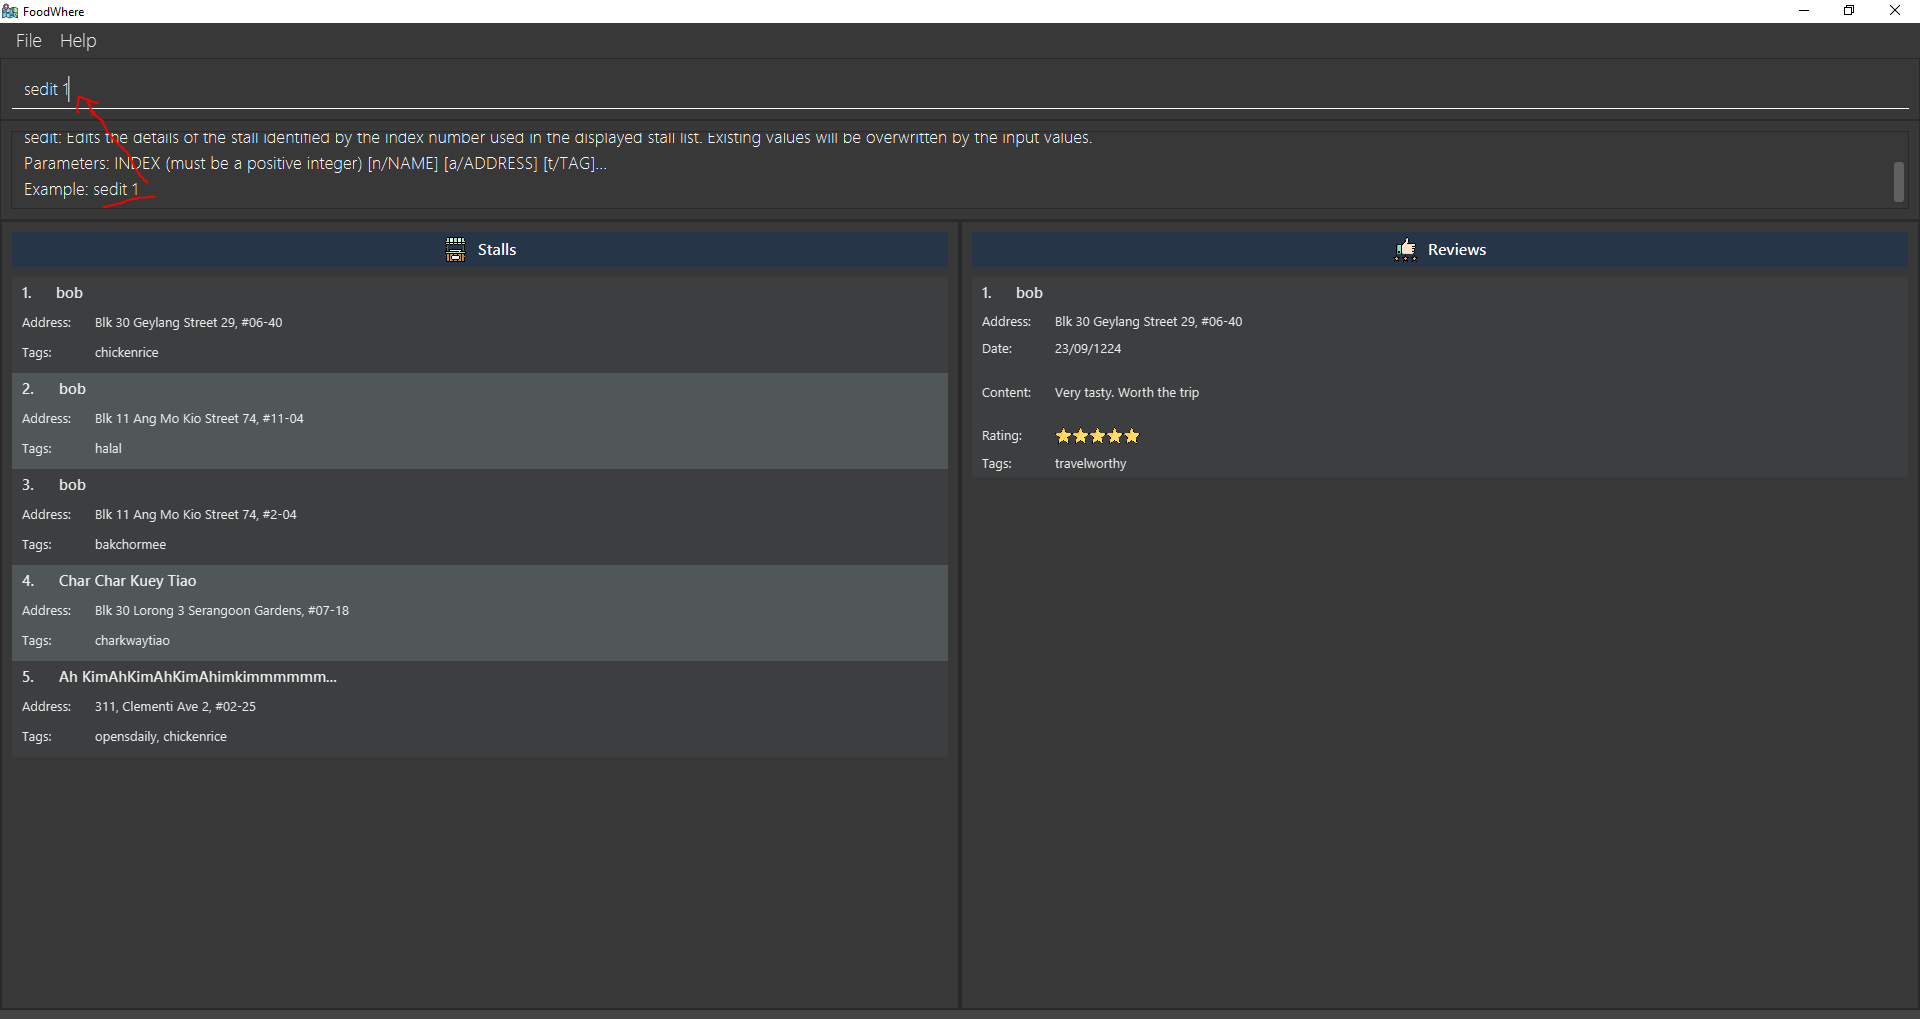 FoodWhere
File Help
sedit 1
sedit: Edits the details of the stall identified by the index number used in the displayed stall list. Existing values will be overwritten by the input values.
Parameters: INDEX (must be a positive integer) [n/NAME] [a/ADDRESS] [t/TAG]...
Example: sedit 1
Stalls
1. bob
Address: Blk 30 Geylang Street 29, #06-40
Tags: chickenrice
2. bob
Address: Blk 11 Ang Mo Kio Street 74, #11-04
Tags: halal
3. bob
Address: Blk 11 Ang Mo Kio Street 74, #2-04
Tags: bakchormee
4. Char Char Kuey Tiao
Address: Blk 30 Lorong 3 Serangoon Gardens, #07-18
Tags: charkwaytiao
5. Ah KimAhKimAhKimAhimkimmmmmm...
Address: 311, Clementi Ave 2, #02-25
Tags: opensdaily, chickenrice
Reviews
1. bob
Address: Blk 30 Geylang Street 29, #06-40
Date: 23/09/1224
Content: Very tasty. Worth the trip
Rating:
Tags: travelworthy